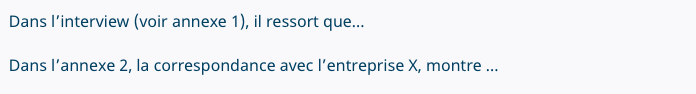 Dans l’interview (voir annexe 1), il ressort que...
Dans l’annexe 2, la correspondance avec l’entreprise X, montre ...